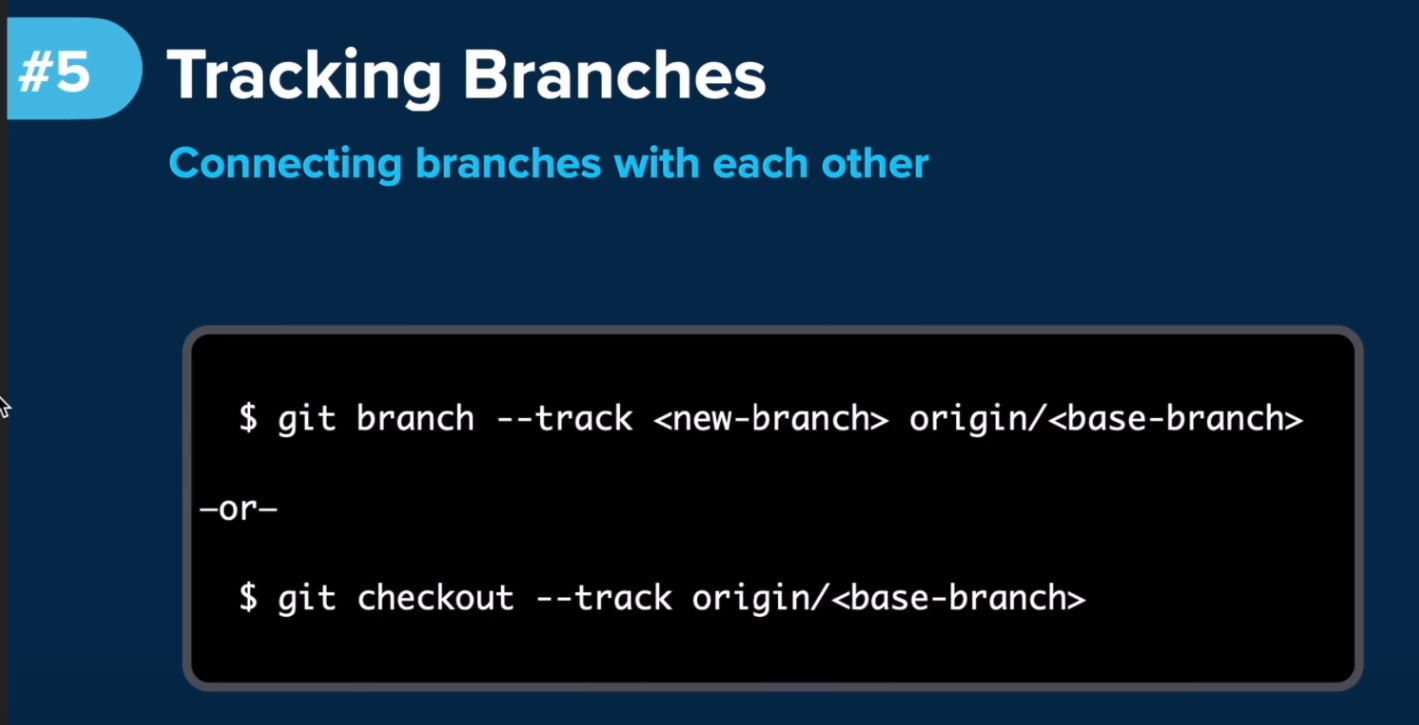 #5
Tracking Branches
Connecting branches with each other
$ git branch --track <new-branch> origin/<base-branch>
—or—
$ git checkout --track origin/<base-branch>